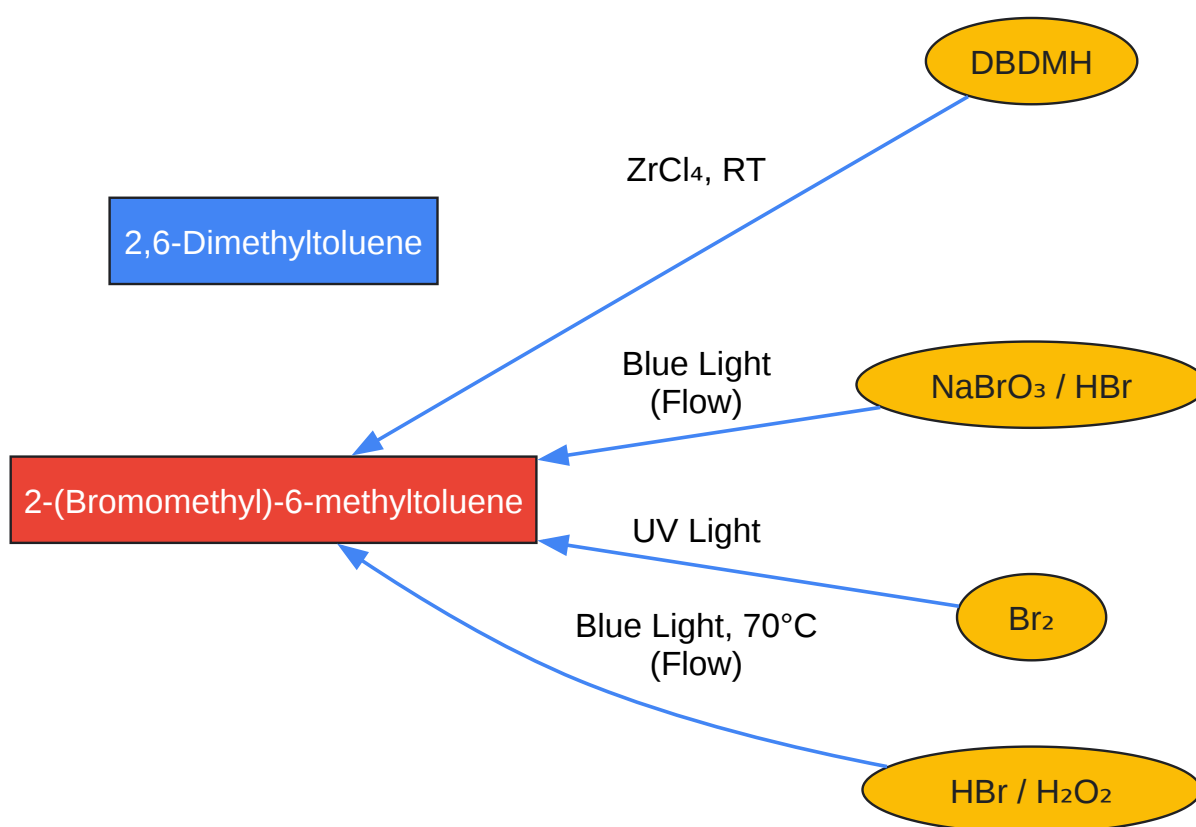 DBDMH
ZrCl₄, RT
2,6-Dimethyltoluene
Blue Light
(Flow)
NaBrO₃ / HBr
2-(Bromomethyl)-6-methyltoluene
UV Light
Br₂
Blue Light, 70°C
(Flow)
HBr / H₂O₂